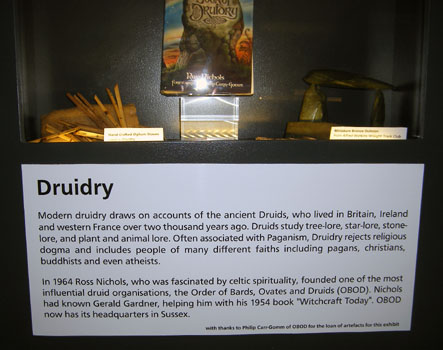 Book of
Druidry
Ross Nichols
Philip Carr-Gomm
Druidry
Modern druidry draws on accounts of the ancient Druids, who lived in Britain, Ireland
and western France over two thousand years ago. Druids study tree-lore, star-lore, stone-
lore, and plant and animal lore. Often associated with Paganism, Druidry rejects religious
dogma and includes people of many different faiths including pagans, christians,
buddhists and even atheists.
In 1964 Ross Nichols, who was fascinated by celtic spirituality, founded one of the most
influential druid organisations, the Order of Bards, Ovates and Druids (OBOD). Nichols
had known Gerald Gardner, helping him with his 1954 book "Witchcraft Today". OBOD
now has its headquarters in Sussex.
with thanks to Philip Carr-Gomm of OBOD for the loan of artefacts for this exhibit